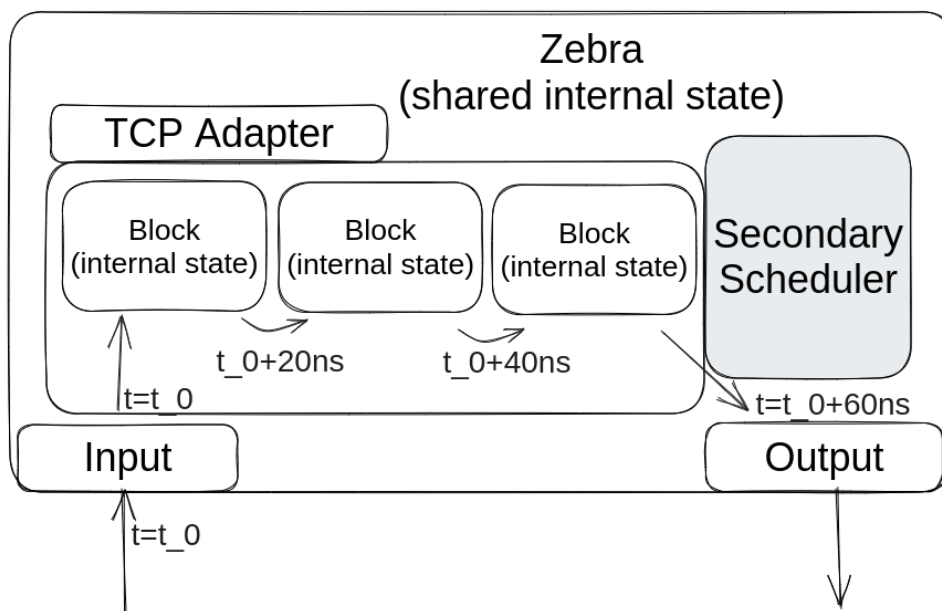 Zebra
(shared internal state)
TCP Adapter
Block
(internal state)
Block
(internal state)
Block
(internal state)
Secondary
Scheduler
t_0+20ns
t_0+40ns
t=t_0
t=t_0+60ns
Input
Output
t=t_0